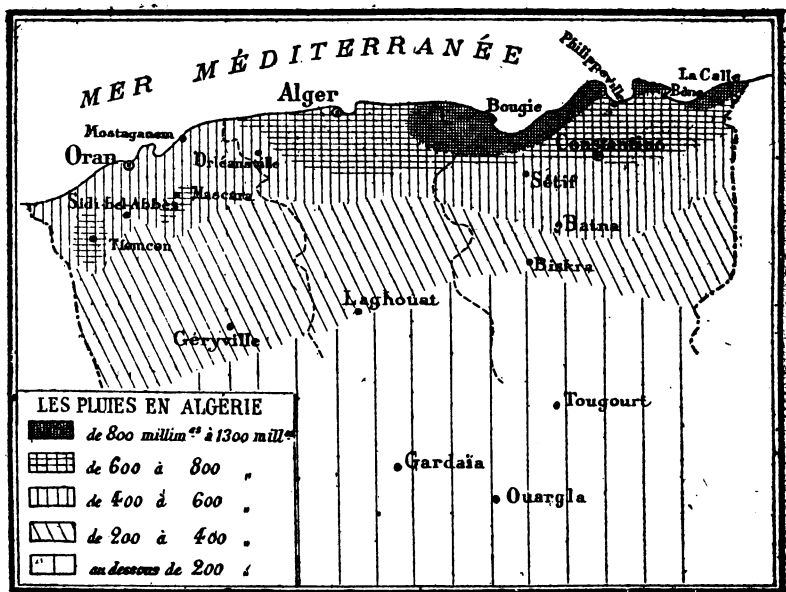 MER MÉDITERRANÉE
Philippeville
La Calle
Bône
Alger
Bougie
Mostaganem
Constantine
Oran
Orléansville
Sétif
Mascara
Sidi bel Abbès
Batna
Tlemcen
Biskra
Laghouat
Géryville
Tougourt
Gardaïa
Ouargla
LES PLUIES EN ALGÉRIE
de 800 millim.es à 1300 mill.es
de 600 à 800 "
de 400 à 600 "
de 200 à 400 "
au dessous de 200 "